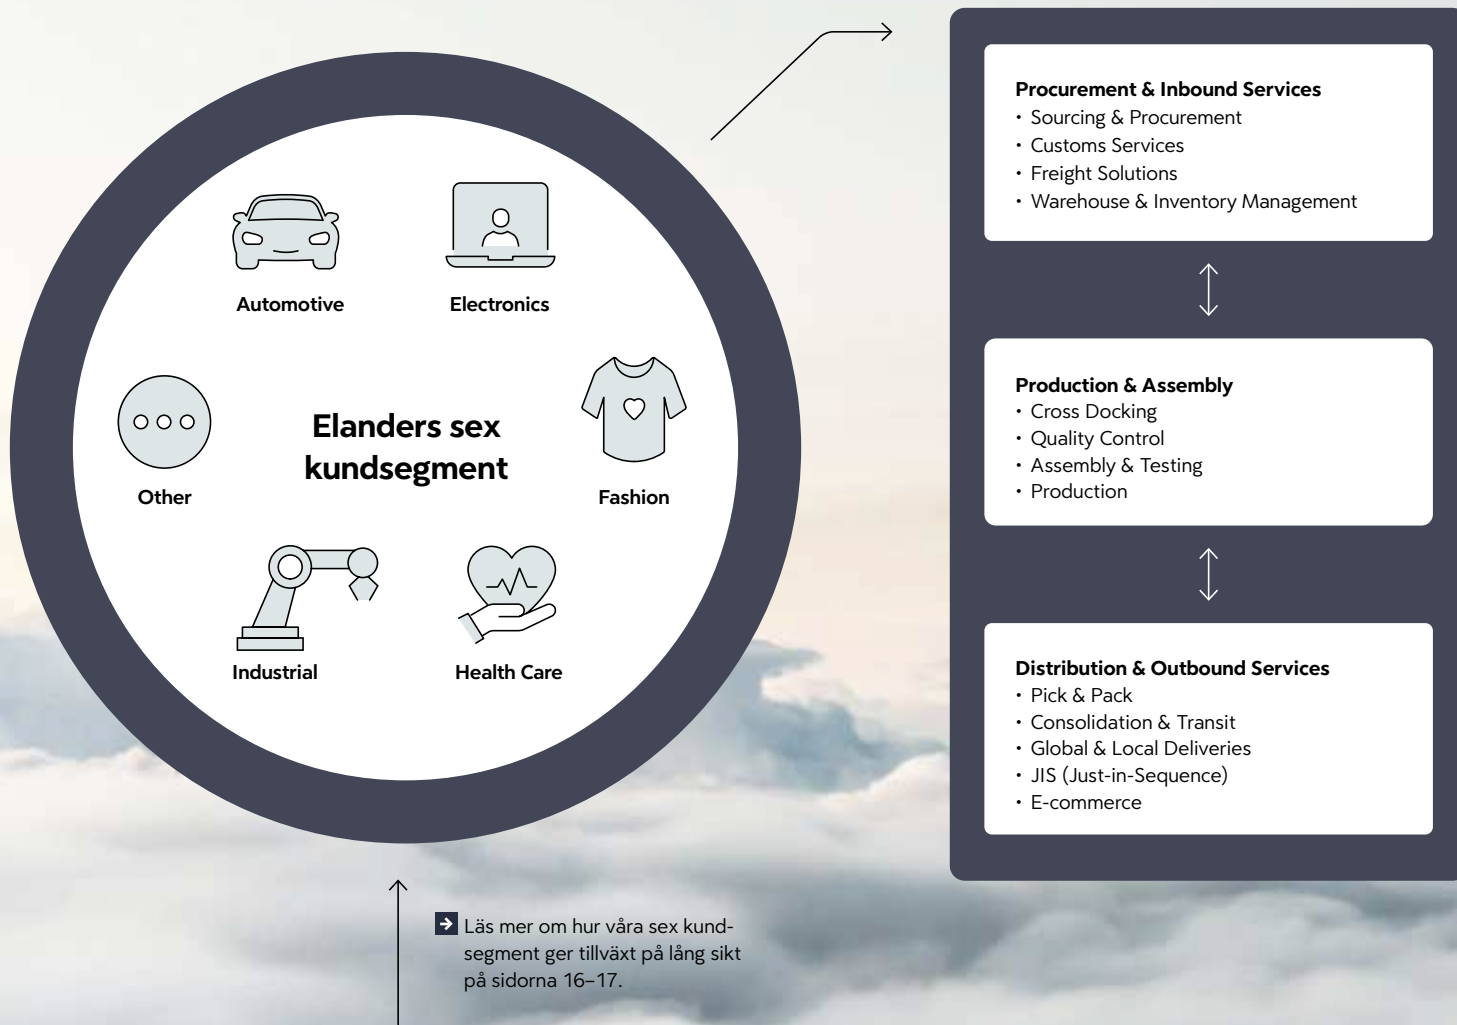 Automotive
Electronics
Other
Elanders sex
kundsegment
Fashion
Industrial
Health Care
Läs mer om hur våra sex kund-
segment ger tillväxt på lång sikt
på sidorna 16–17.
Procurement & Inbound Services
• Sourcing & Procurement
• Customs Services
• Freight Solutions
• Warehouse & Inventory Management
Production & Assembly
• Cross Docking
• Quality Control
• Assembly & Testing
• Production
Distribution & Outbound Services
• Pick & Pack
• Consolidation & Transit
• Global & Local Deliveries
• JIS (Just-in-Sequence)
• E-commerce